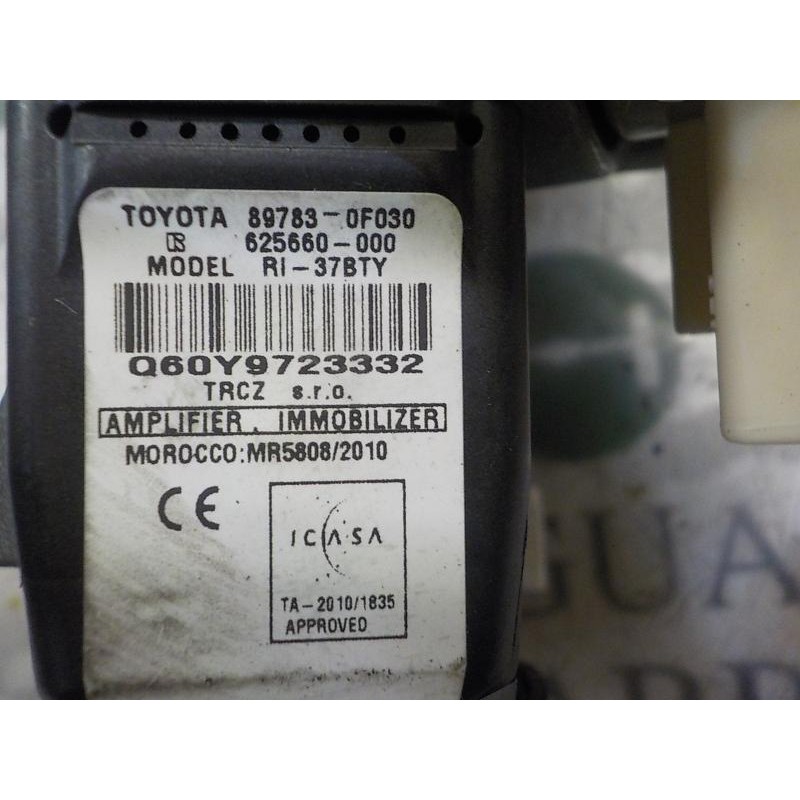 TOYOTA 89783-0F030
R 625660-000
MODEL RI-37BTY
Q60Y9723332
TRCZ s.r.o.
AMPLIFIER, IMMOBILIZER
MOROCCO:MR5808/2010
CE
ICASA
TA-2010/1835
APPROVED
GUA